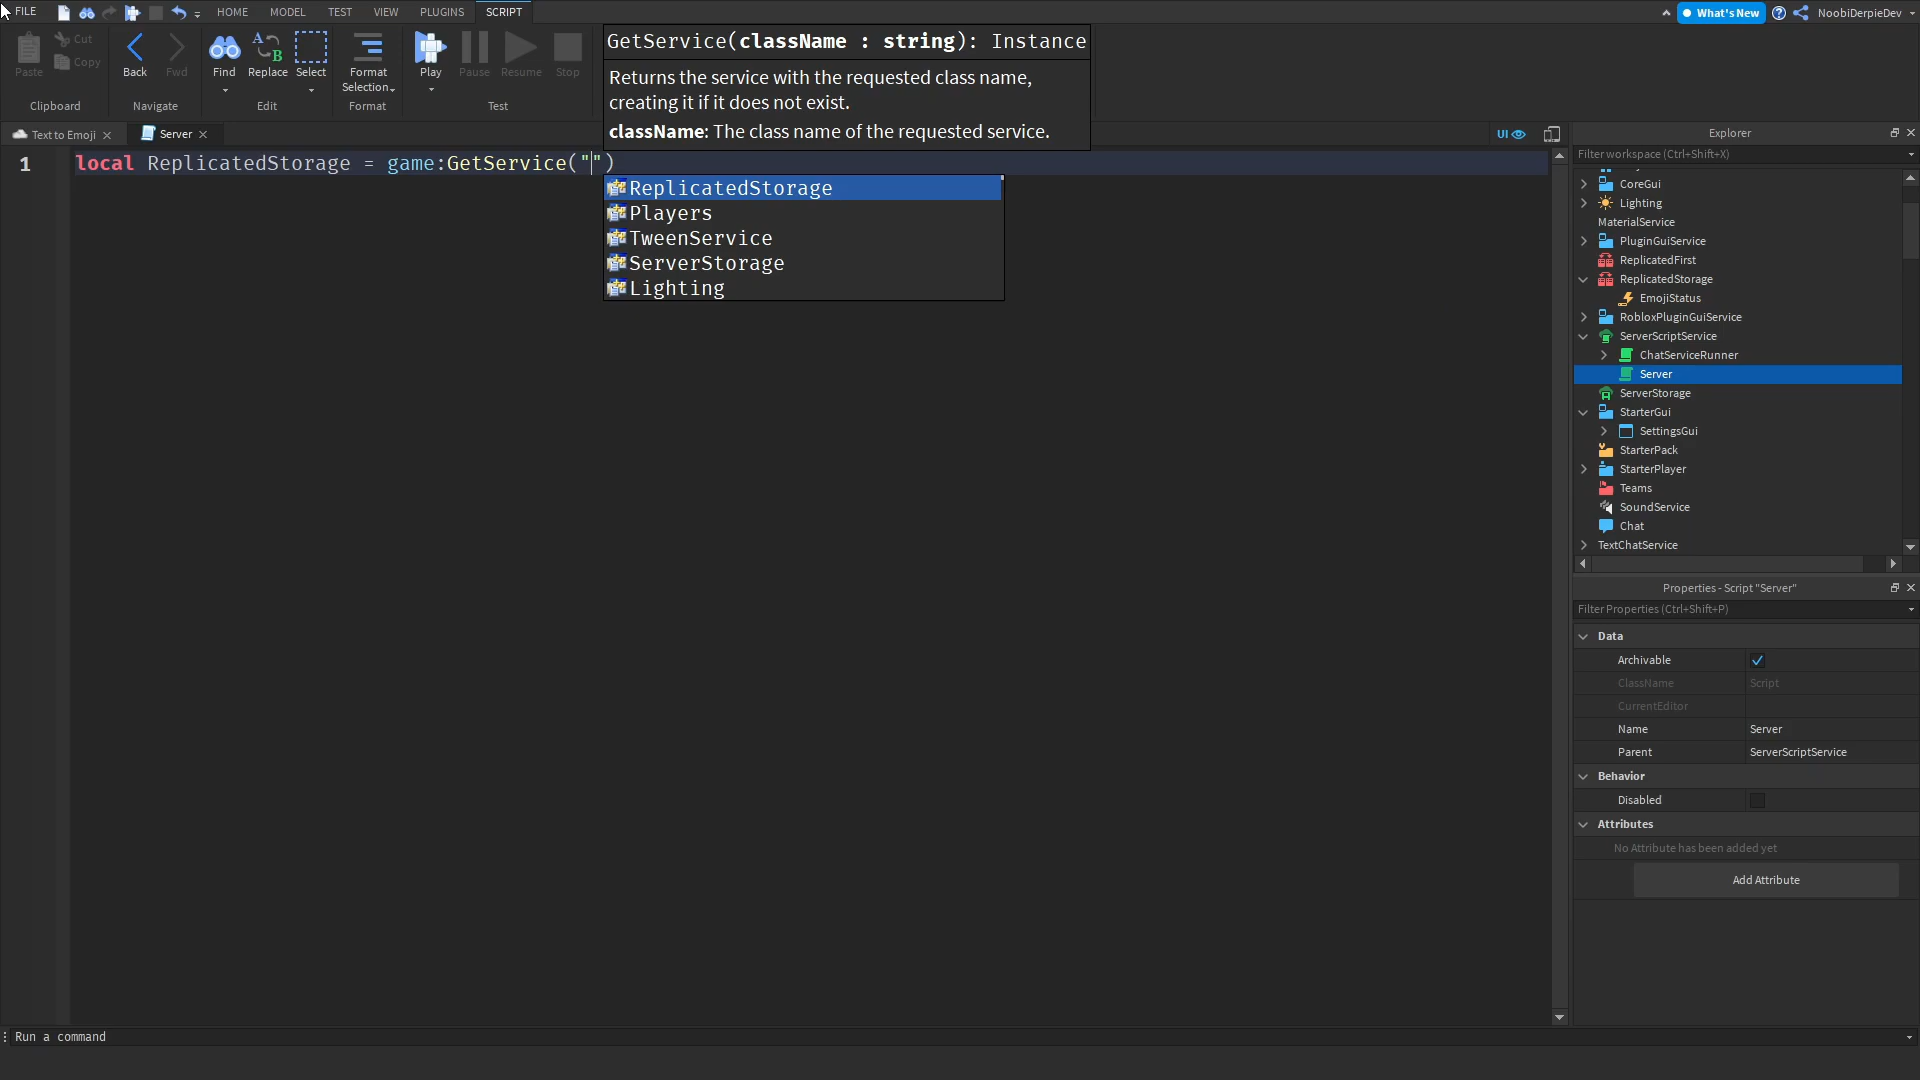 FILE
HOME
MODEL
TEST
VIEW
PLUGINS
SCRIPT
What's New
NoobiDerpieDev
Paste
Cut
Copy
Back
Fwd
Find
Replace
Select
Format
Selection
Play
Pause
Resume
Stop
Clipboard
Navigate
Edit
Format
Test
GetService(className : string): Instance
Returns the service with the requested class name,
creating it if it does not exist.
className: The class name of the requested service.
Text to Emoji
Server
UI
1
local ReplicatedStorage = game:GetService("")
ReplicatedStorage
Players
TweenService
ServerStorage
Lighting
Explorer
Filter workspace (Ctrl+Shift+X)
CoreGui
Lighting
MaterialService
PluginGuiService
ReplicatedFirst
ReplicatedStorage
EmojiStatus
RobloxPluginGuiService
ServerScriptService
ChatServiceRunner
Server
ServerStorage
StarterGui
SettingsGui
StarterPack
StarterPlayer
Teams
SoundService
Chat
TextChatService
Properties - Script "Server"
Filter Properties (Ctrl+Shift+P)
Data
Archivable
ClassName Script
CurrentEditor
Name Server
Parent ServerScriptService
Behavior
Disabled
Attributes
No Attribute has been added yet
Add Attribute
Run a command